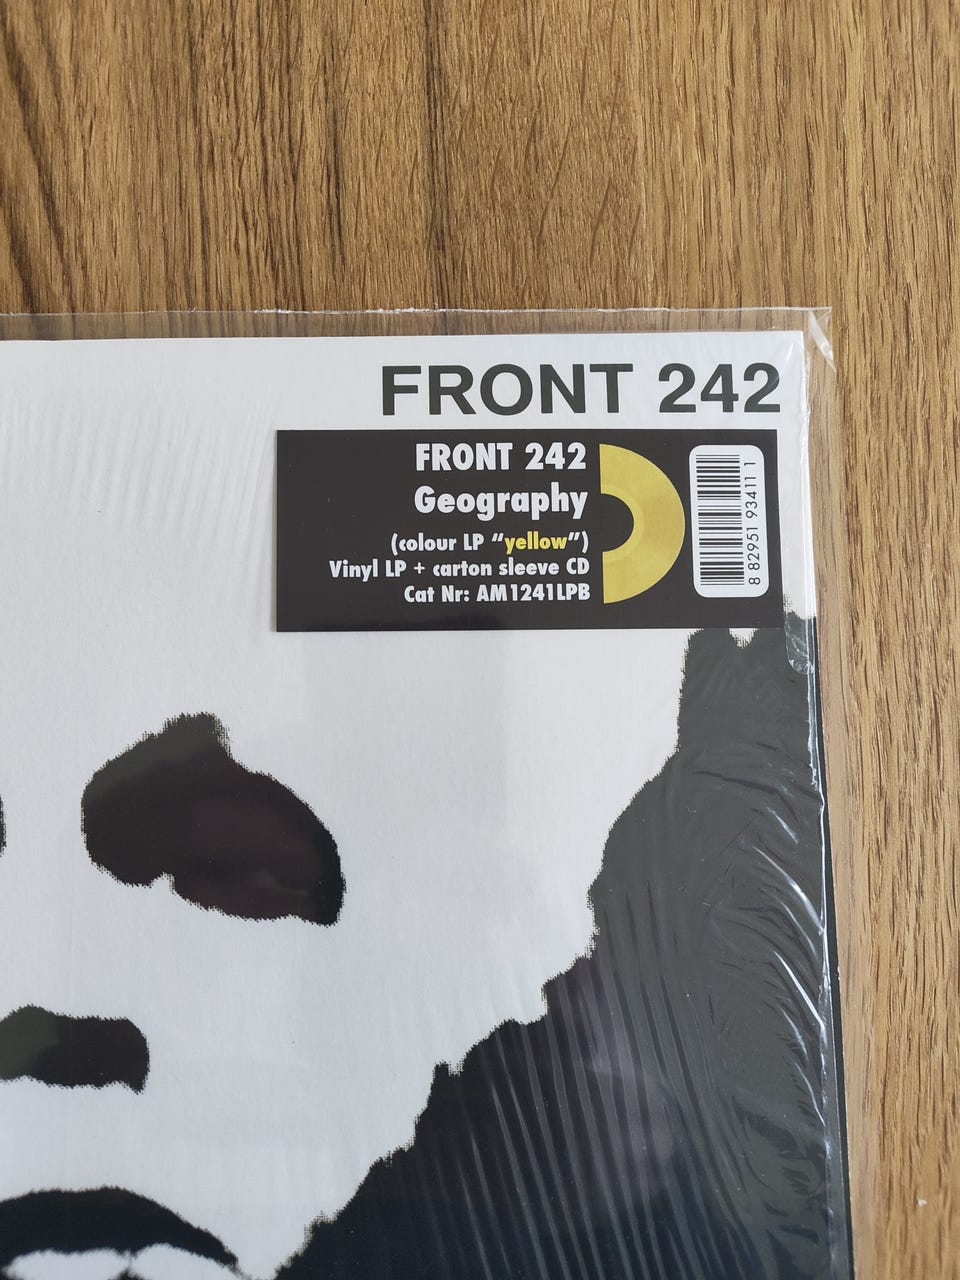 FRONT 242
FRONT 242
Geography
(colour LP "yellow")
Vinyl LP + carton sleeve CD
Cat Nr: AM1241LPB
8 82951 93411 1